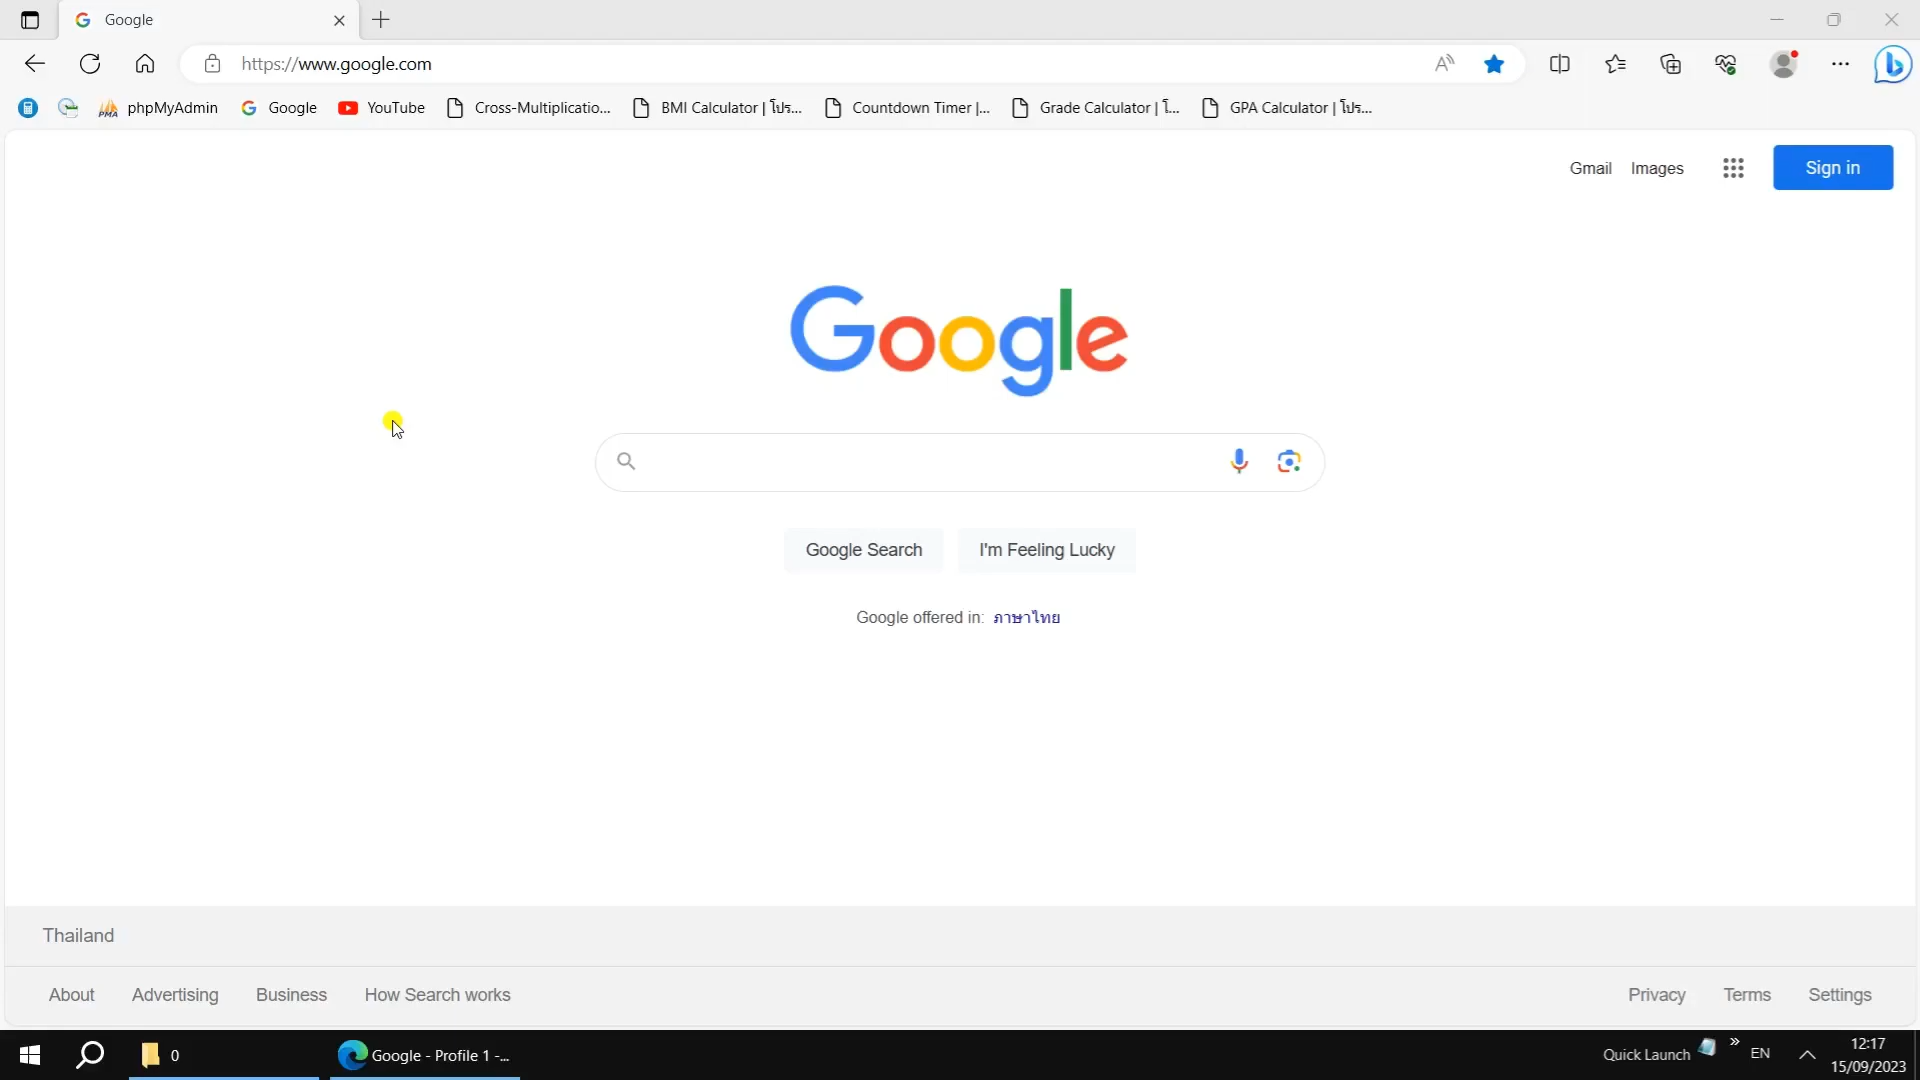 Google
https://www.google.com
phpMyAdmin
Google
YouTube
Cross-Multiplicatio...
BMI Calculator | โปร...
Countdown Timer |...
Grade Calculator | โ...
GPA Calculator | โปร...
Gmail
Images
Sign in
Google
Google Search
I'm Feeling Lucky
Google offered in: ภาษาไทย
Thailand
About
Advertising
Business
How Search works
Privacy
Terms
Settings
0
Google - Profile 1 -...
Quick Launch
EN
12:17
15/09/2023